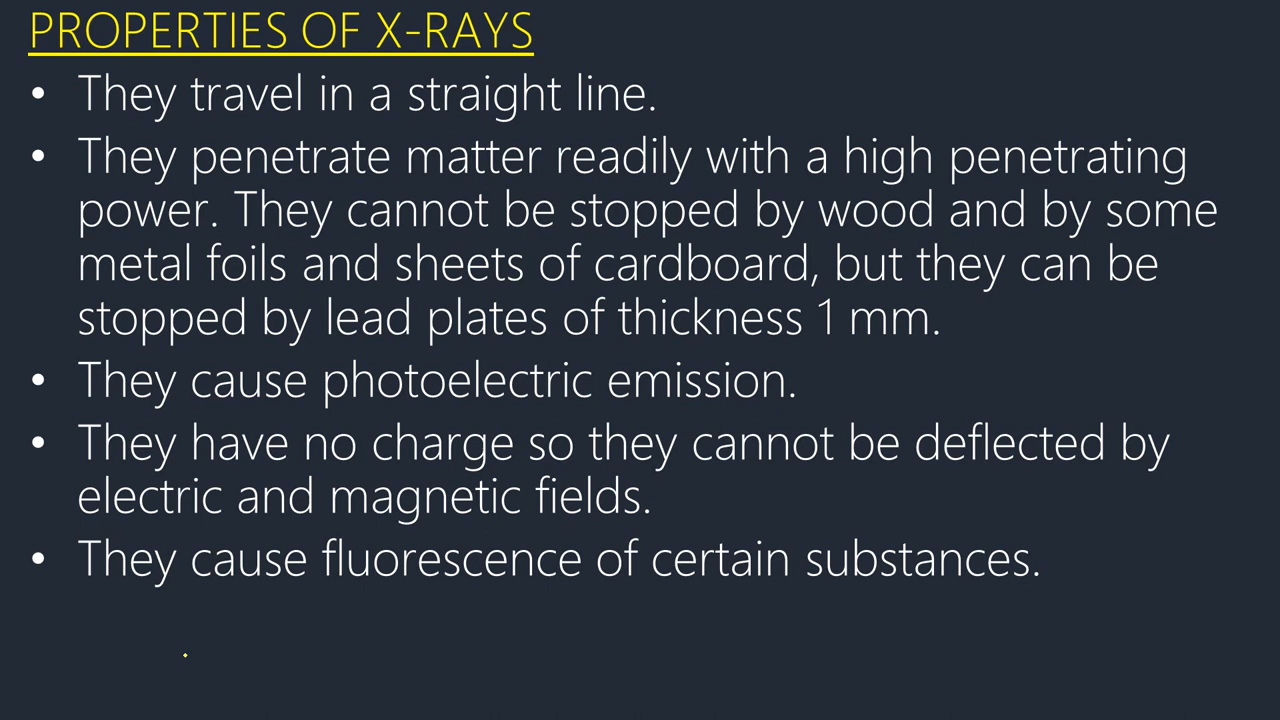 PROPERTIES OF X-RAYS
• They travel in a straight line.
• They penetrate matter readily with a high penetrating
power. They cannot be stopped by wood and by some
metal foils and sheets of cardboard, but they can be
stopped by lead plates of thickness 1 mm.
• They cause photoelectric emission.
• They have no charge so they cannot be deflected by
electric and magnetic fields.
• They cause fluorescence of certain substances.